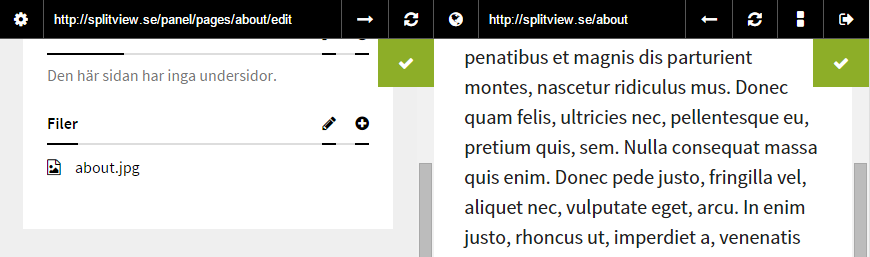 http://splitview.se/panel/pages/about/edit
Den här sidan har inga undersidor.
Filer
about.jpg
http://splitview.se/about
penatibus et magnis dis parturient
montes, nascetur ridiculus mus. Donec
quam felis, ultricies nec, pellentesque eu,
pretium quis, sem. Nulla consequat massa
quis enim. Donec pede justo, fringilla vel,
aliquet nec, vulputate eget, arcu. In enim
justo, rhoncus ut, imperdiet a, venenatis